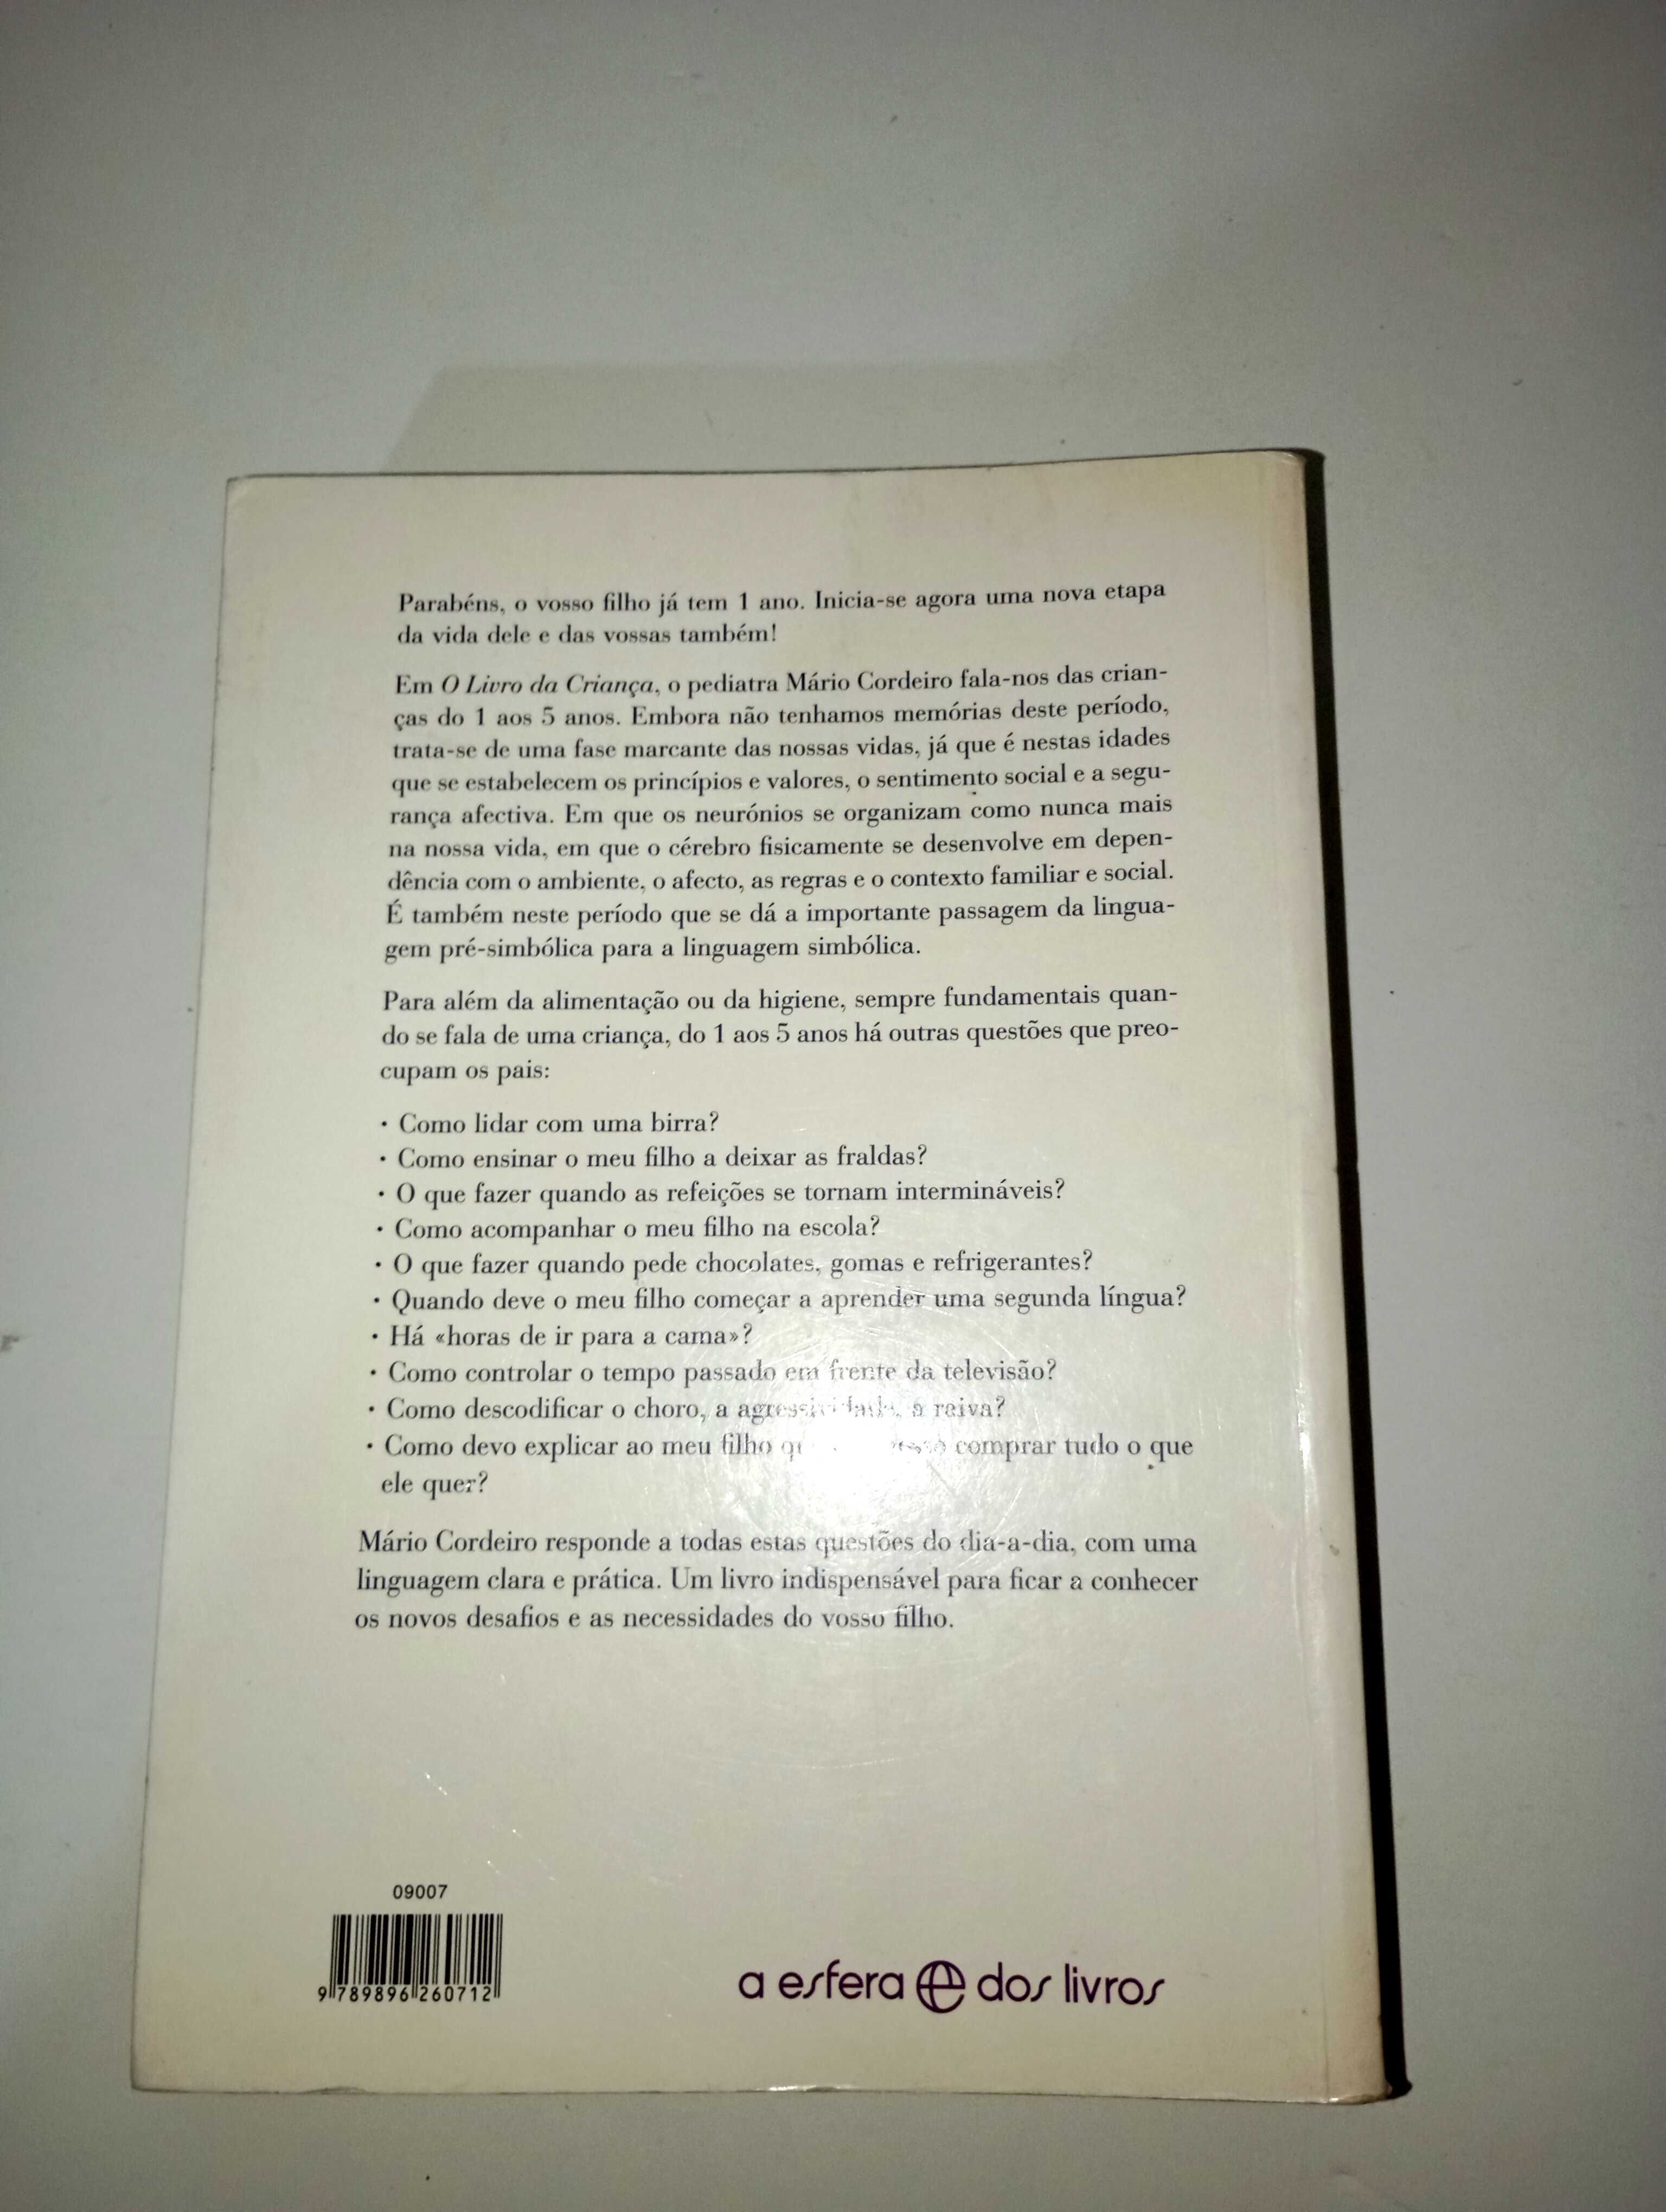 Parabéns, o vosso filho já tem 1 ano. Inicia-se agora uma nova etapa
da vida dele e das vossas também!
Em O Livro da Criança, o pediatra Mário Cordeiro fala-nos das crian-
ças do 1 aos 5 anos. Embora não tenhamos memórias deste período,
trata-se de uma fase marcante das nossas vidas, já que é nestas idades
que se estabelecem os princípios e valores, o sentimento social e a segu-
rança afectiva. Em que os neurónios se organizam como nunca mais
na nossa vida, em que o cérebro fisicamente se desenvolve em depen-
dência com o ambiente, o afecto, as regras e o contexto familiar e social.
É também neste período que se dá a importante passagem da lingua-
gem pré-simbólica para a linguagem simbólica.
Para além da alimentação ou da higiene, sempre fundamentais quan-
do se fala de uma criança, do 1 aos 5 anos há outras questões que preo-
cupam os pais:
• Como lidar com uma birra?
• Como ensinar o meu filho a deixar as fraldas?
• O que fazer quando as refeições se tornam intermináveis?
• Como acompanhar o meu filho na escola?
• O que fazer quando pede chocolates, gomas e refrigerantes?
• Quando deve o meu filho começar a aprender uma segunda língua?
• Há «horas de ir para a cama»?
• Como controlar o tempo passado em frente da televisão?
• Como descodificar o choro, a agressividade, a raiva?
• Como devo explicar ao meu filho comprar tudo o que
ele quer?
Mário Cordeiro responde a todas estas questões do dia-a-dia, com uma
linguagem clara e prática. Um livro indispensável para ficar a conhecer
os novos desafios e as necessidades do vosso filho.
09007
9 789896 260712
a esfera dos livros